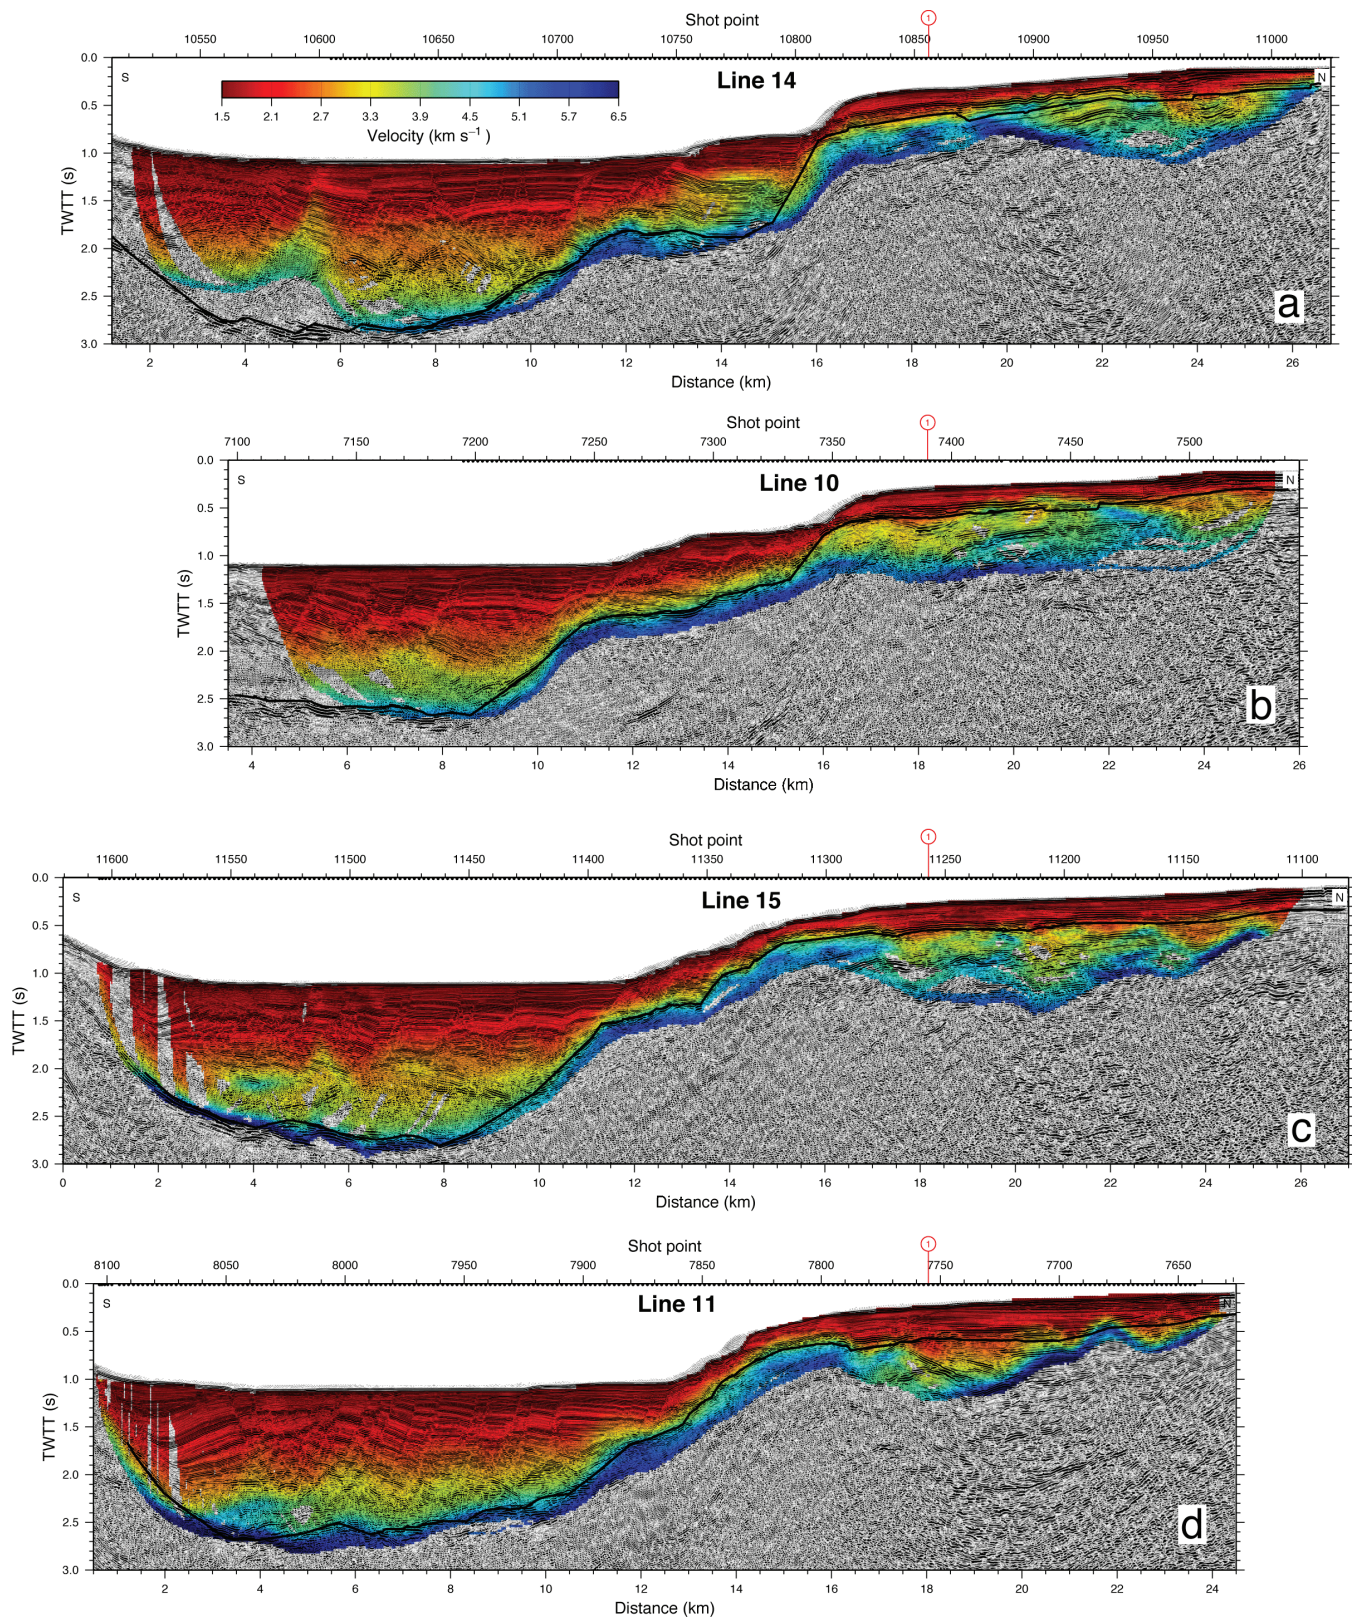 Shot point
1
10550 10600 10650 10700 10750 10800 10850 10900 10950 11000
0.0 0.5 1.0 1.5 2.0 2.5 3.0
TWTT (s)
S
Line 14
N
1.5 2.1 2.7 3.3 3.9 4.5 5.1 5.7 6.5
Velocity (km s⁻¹)
a
2 4 6 8 10 12 14 16 18 20 22 24 26
Distance (km)
Shot point
1
7100 7150 7200 7250 7300 7350 7400 7450 7500
0.0 0.5 1.0 1.5 2.0 2.5 3.0
TWTT (s)
S
Line 10
N
b
4 6 8 10 12 14 16 18 20 22 24 26
Distance (km)
Shot point
1
11600 11550 11500 11450 11400 11350 11300 11250 11200 11150 11100
0.0 0.5 1.0 1.5 2.0 2.5 3.0
TWTT (s)
S
Line 15
N
c
0 2 4 6 8 10 12 14 16 18 20 22 24 26
Distance (km)
Shot point
1
8100 8050 8000 7950 7900 7850 7800 7750 7700 7650
0.0 0.5 1.0 1.5 2.0 2.5 3.0
TWTT (s)
S
Line 11
N
d
2 4 6 8 10 12 14 16 18 20 22 24
Distance (km)